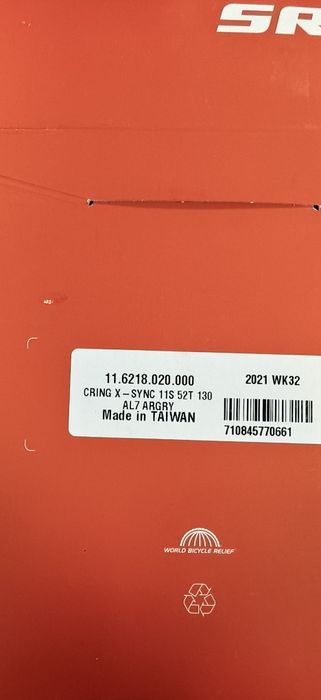 SR
11.6218.020.000 2021 WK32
CRING X-SYNC 11S 52T 130
AL7 ARGRY
Made in TAIWAN
710845770661
WORLD BICYCLE RELIEF